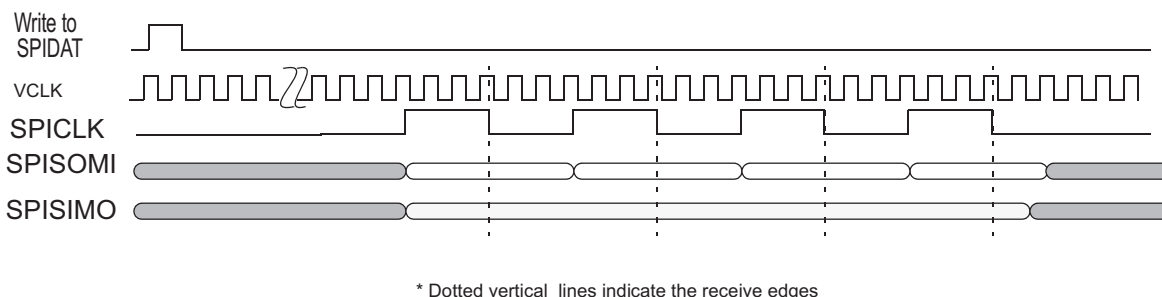 Write to
SPIDAT
VCLK
SPICLK
SPISOMI
SPISIMO
* Dotted vertical lines indicate the receive edges